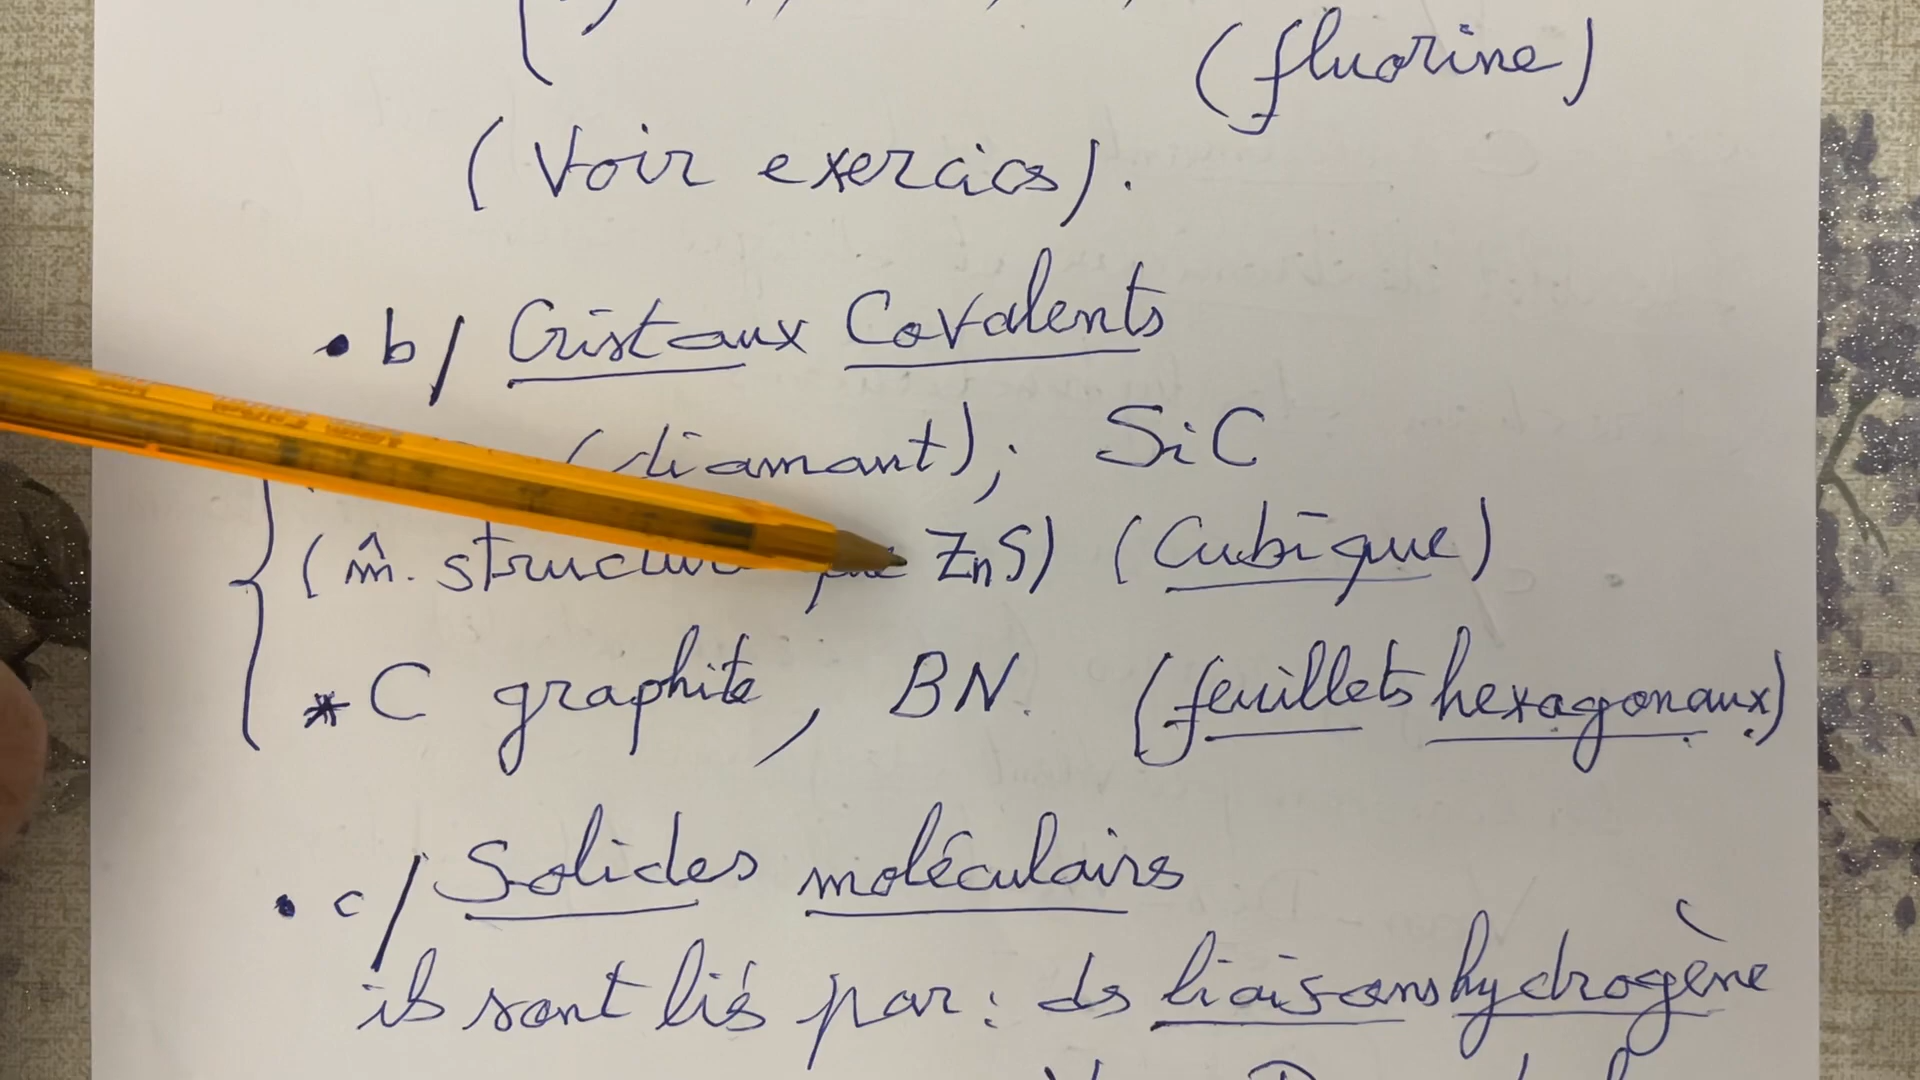 (fluorine)
(Voir exercices).
• b/ Cristaux Covalents
(diamant); SiC
(m̂. structure que ZnS) (Cubique)
* C graphite, BN. (feuillets hexagonaux)
• c/ Solides moléculaires
ils sont liés par: des liaisons hydrogène